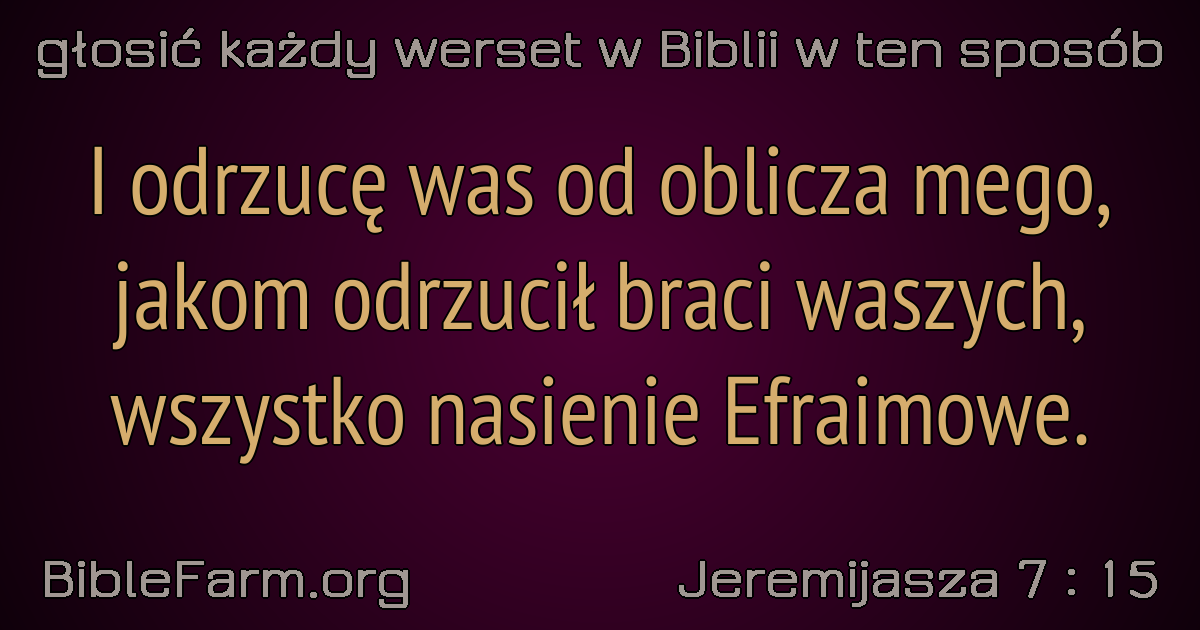 głosić każdy werset w Biblii w ten sposób
I odrzucę was od oblicza mego,
jakom odrzucił braci waszych,
wszystko nasienie Efraimowe.
BibleFarm.org
Jeremijasza 7 : 15